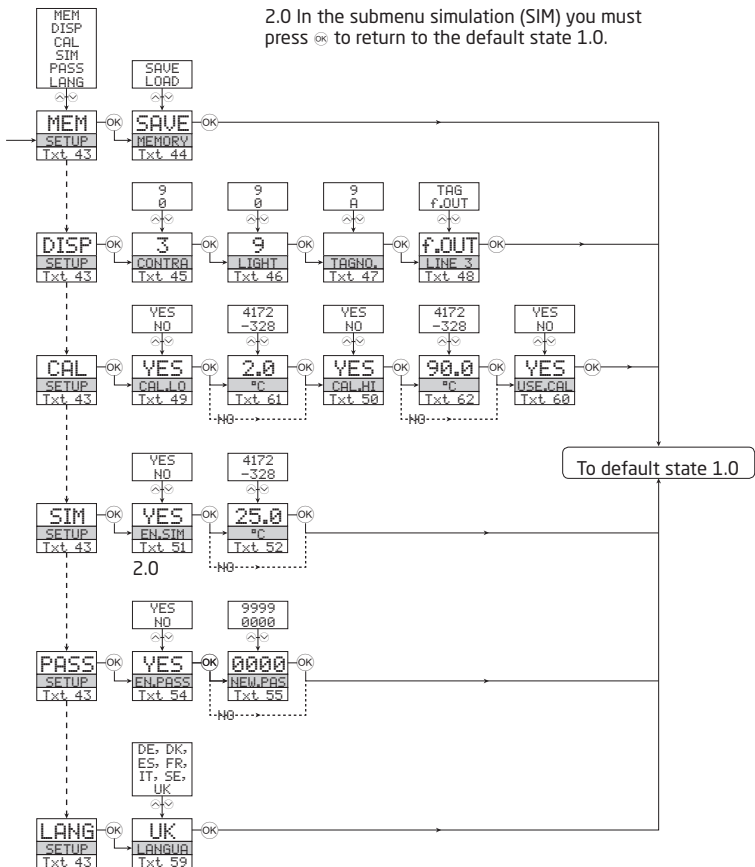 2.0 In the submenu simulation (SIM) you must
press OK to return to the default state 1.0.
MEM
DISP
CAL
SIM
PASS
LANG
SAVE
LOAD
MEM OK SAVE OK
SETUP MEMORY
Txt 43 Txt 44
9 9 9 TAG
0 0 A f.OUT
DISP OK 3 OK 9 OK OK f.OUT OK
SETUP CONTRA LIGHT TAGNO. LINE 3
Txt 43 Txt 45 Txt 46 Txt 47 Txt 48
YES 4172 YES 4172 YES
NO -328 NO -328 NO
CAL OK YES OK 2.0 OK YES OK 90.0 OK YES OK
SETUP CAL.LO °C CAL.HI °C USE.CAL
Txt 43 Txt 49 Txt 61 Txt 50 Txt 62 Txt 60
NO NO
To default state 1.0
YES 4172
NO -328
SIM OK YES OK 25.0 OK
SETUP EN.SIM °C
Txt 43 Txt 51 Txt 52
NO
2.0
YES 9999
NO 0000
PASS OK YES OK 0000 OK
SETUP EN.PASS NEW.PAS
Txt 43 Txt 54 Txt 55
NO
DE, DK,
ES, FR,
IT, SE,
UK
LANG OK UK OK
SETUP LANGUA
Txt 43 Txt 59